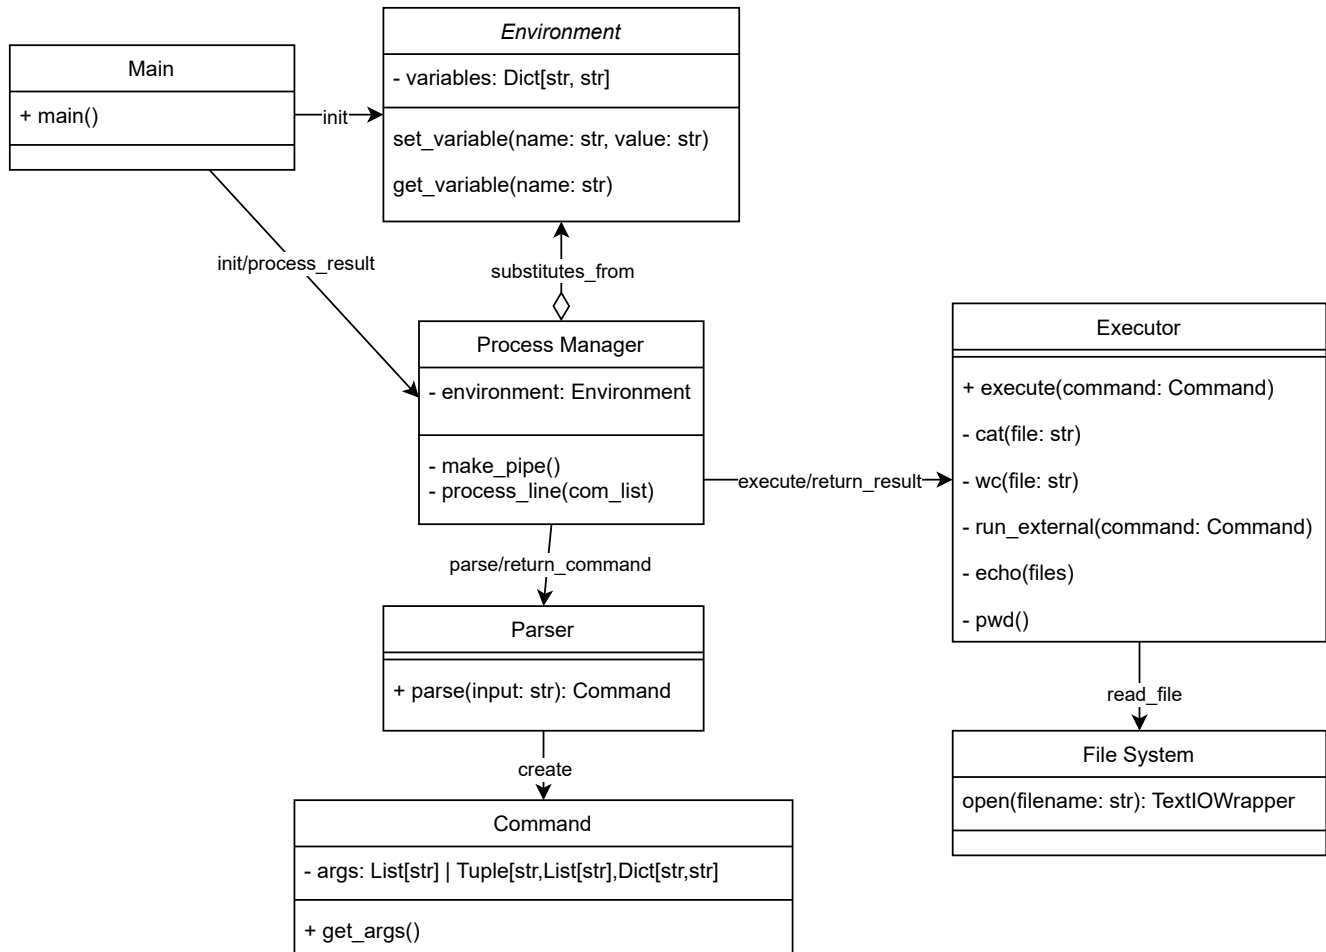 Environment
- variables: Dict[str, str]
set_variable(name: str, value: str)
get_variable(name: str)
Main
+ main()
init
init/process_result
substitutes_from
Process Manager
- environment: Environment
- make_pipe()
- process_line(com_list)
execute/return_result
Executor
+ execute(command: Command)
- cat(file: str)
- wc(file: str)
- run_external(command: Command)
- echo(files)
- pwd()
parse/return_command
Parser
+ parse(input: str): Command
read_file
File System
open(filename: str): TextIOWrapper
create
Command
- args: List[str] | Tuple[str,List[str],Dict[str,str]
+ get_args()